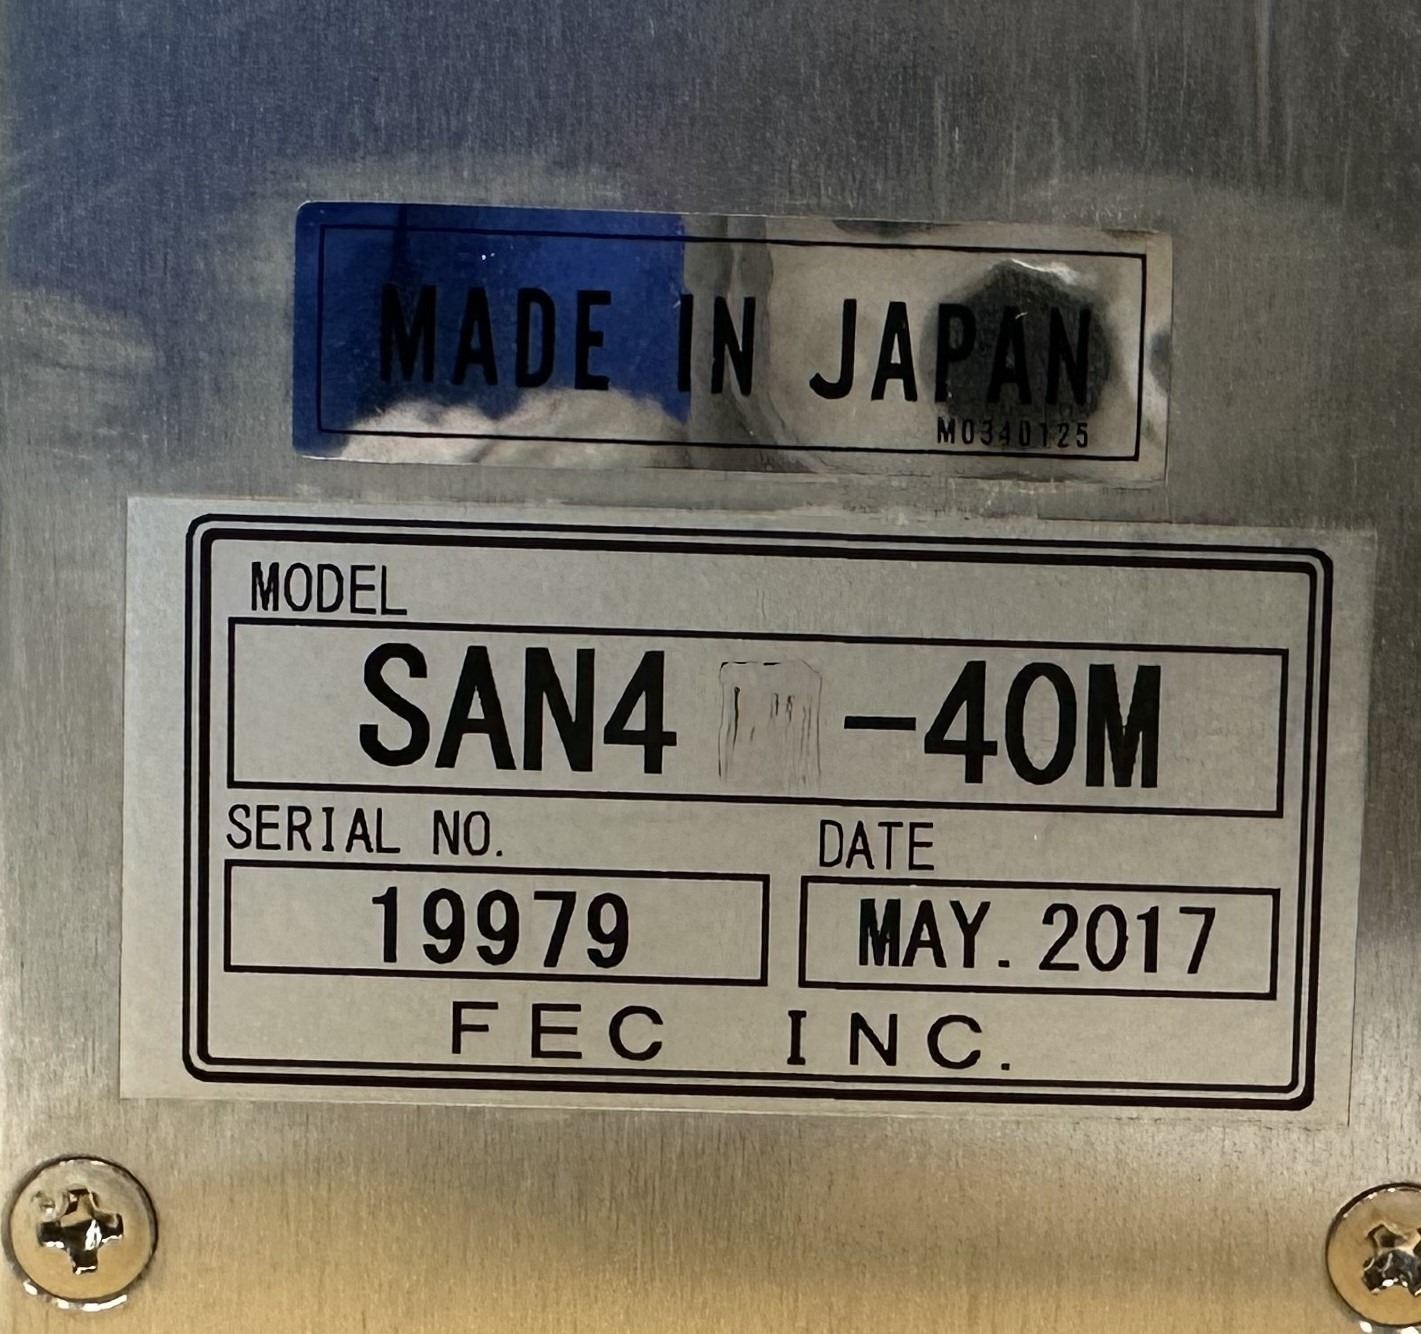 MADE IN JAPAN
M0340125
MODEL
SAN4 -40M
SERIAL NO. DATE
19979 MAY. 2017
FEC INC.